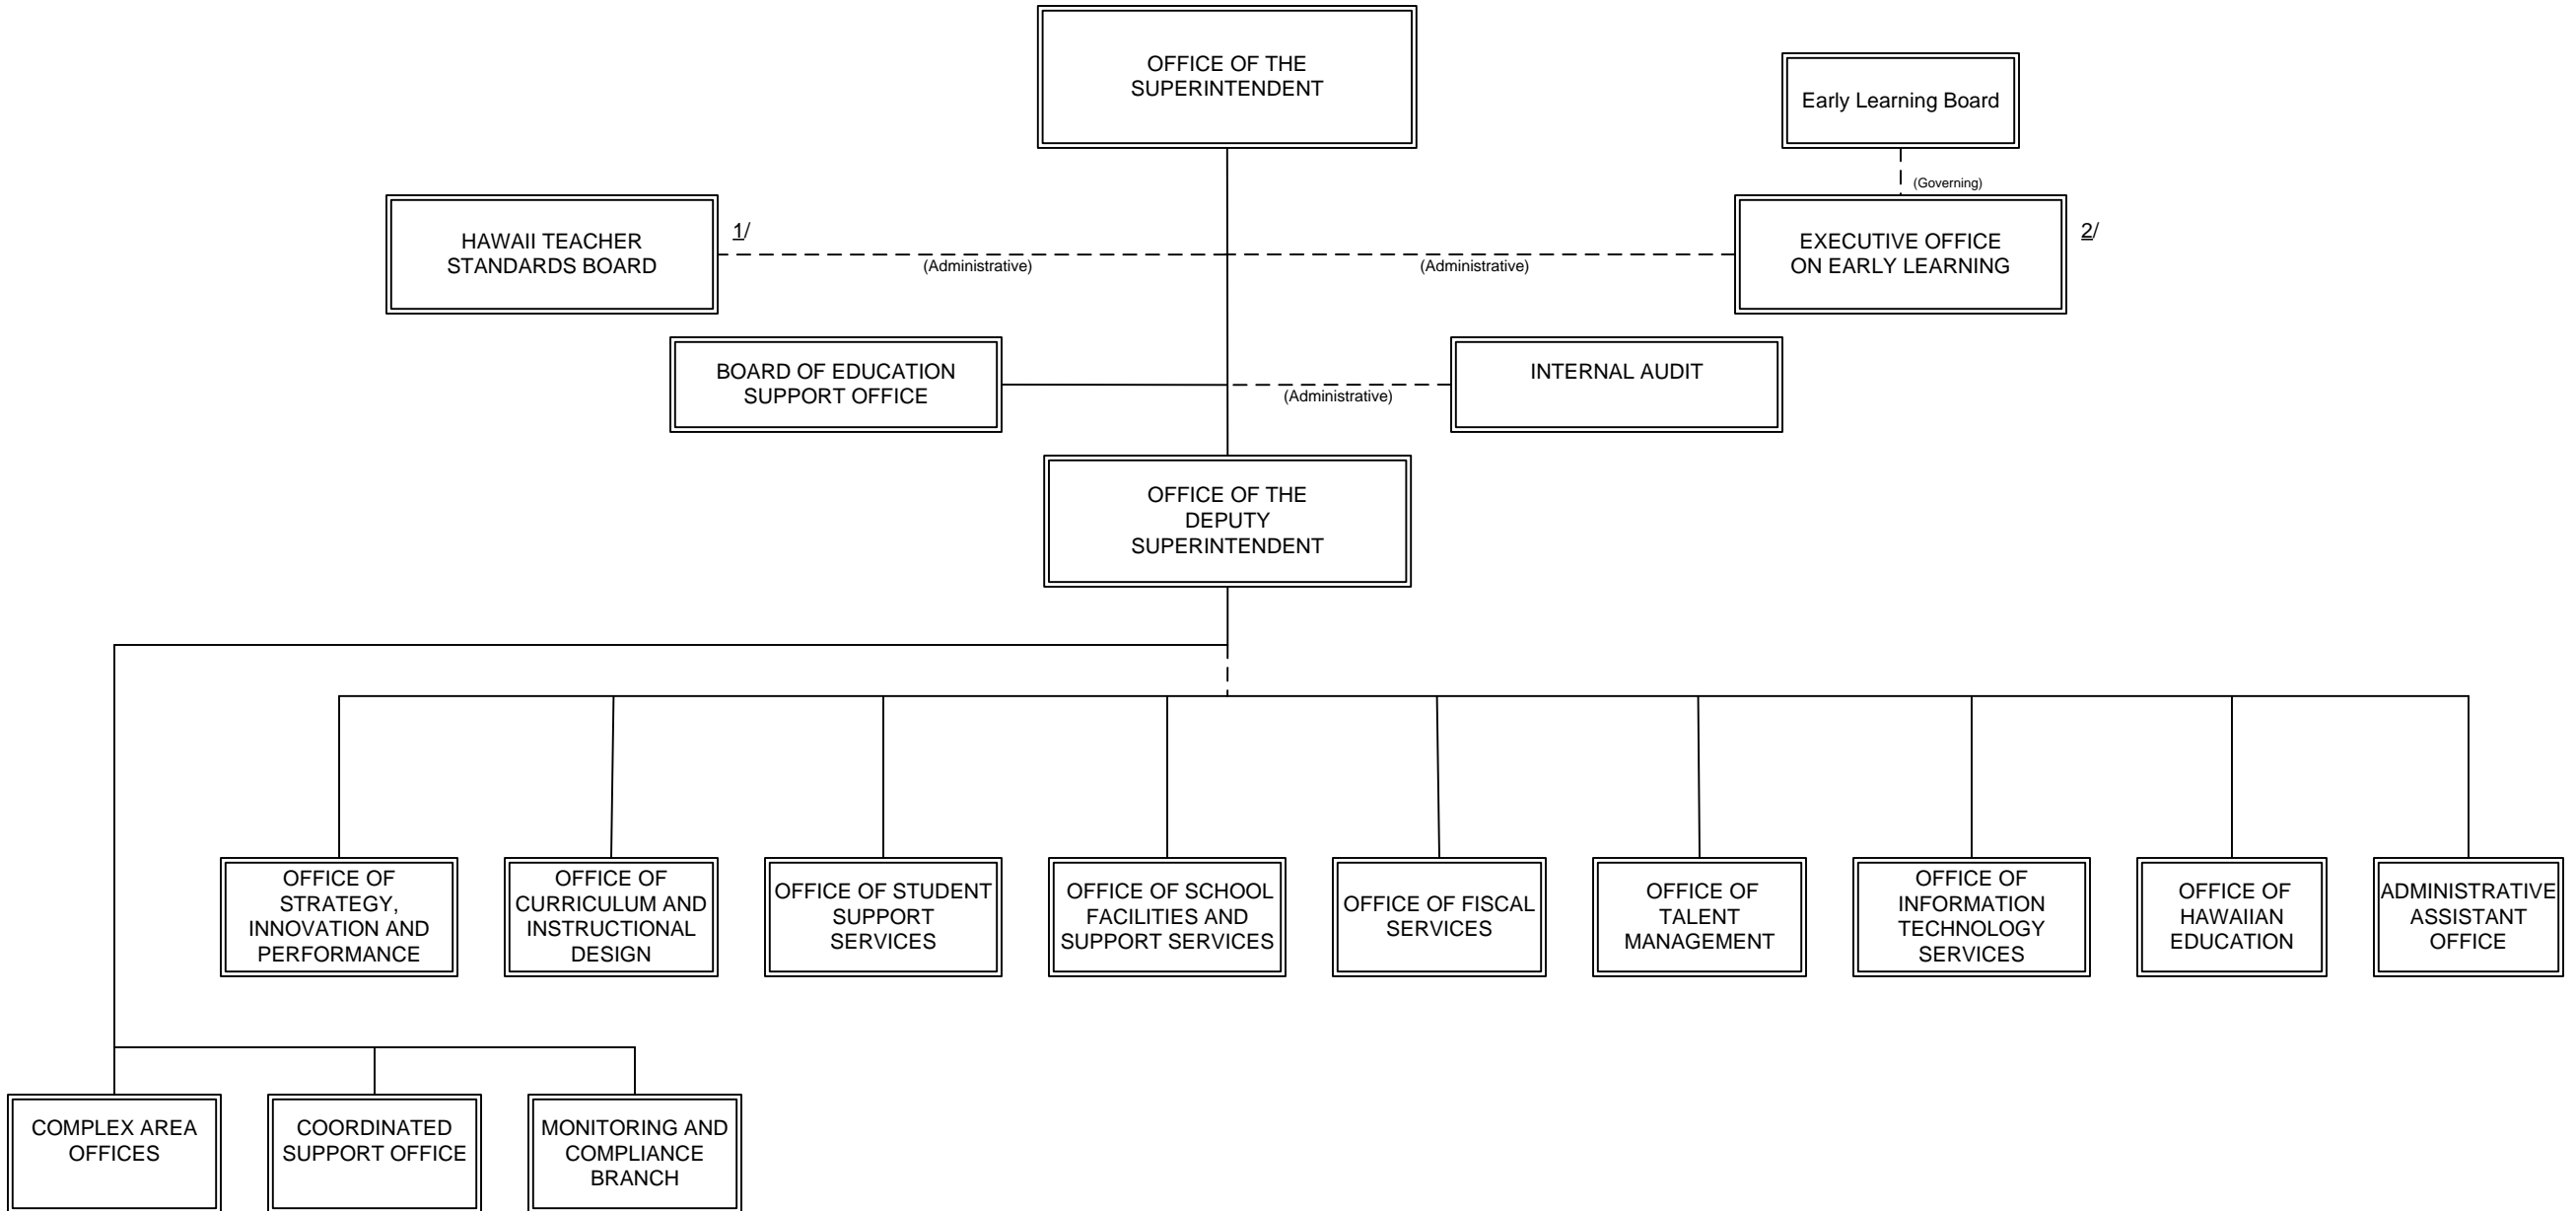 OFFICE OF THE
SUPERINTENDENT
Early Learning Board
(Governing)
HAWAII TEACHER
STANDARDS BOARD
1/
(Administrative)
(Administrative)
EXECUTIVE OFFICE
ON EARLY LEARNING
2/
BOARD OF EDUCATION
SUPPORT OFFICE
(Administrative)
INTERNAL AUDIT
OFFICE OF THE
DEPUTY
SUPERINTENDENT
OFFICE OF
STRATEGY,
INNOVATION AND
PERFORMANCE
OFFICE OF
CURRICULUM AND
INSTRUCTIONAL
DESIGN
OFFICE OF STUDENT
SUPPORT
SERVICES
OFFICE OF SCHOOL
FACILITIES AND
SUPPORT SERVICES
OFFICE OF FISCAL
SERVICES
OFFICE OF
TALENT
MANAGEMENT
OFFICE OF
INFORMATION
TECHNOLOGY
SERVICES
OFFICE OF
HAWAIIAN
EDUCATION
ADMINISTRATIVE
ASSISTANT
OFFICE
COMPLEX AREA
OFFICES
COORDINATED
SUPPORT OFFICE
MONITORING AND
COMPLIANCE
BRANCH